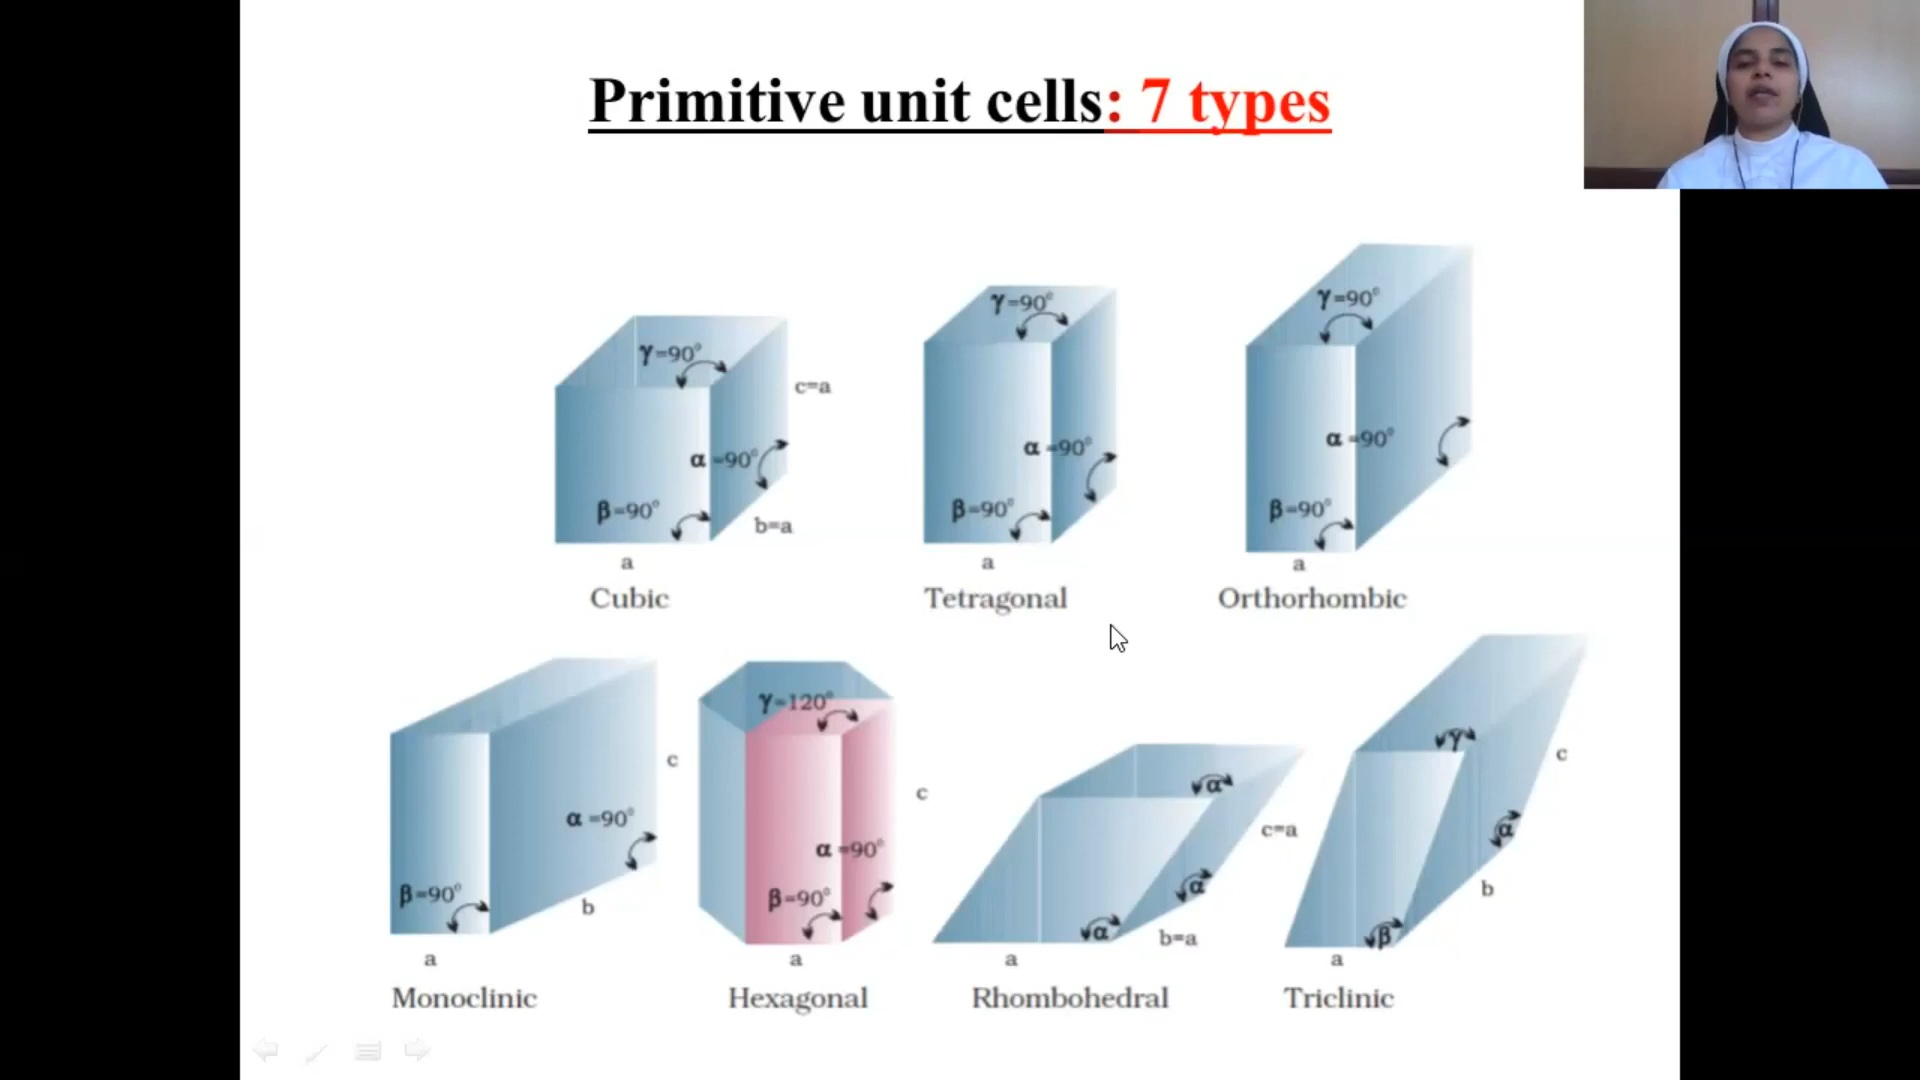 Primitive unit cells: 7 types
γ=90°
c=a
α=90°
β=90°
b=a
a
Cubic
γ=90°
α=90°
β=90°
a
Tetragonal
γ=90°
α=90°
β=90°
a
Orthorhombic
c
α=90°
β=90°
b
a
Monoclinic
γ=120°
c
α=90°
β=90°
a
Hexagonal
α
c=a
α
α
b=a
a
Rhombohedral
γ
c
α
b
β
a
Triclinic